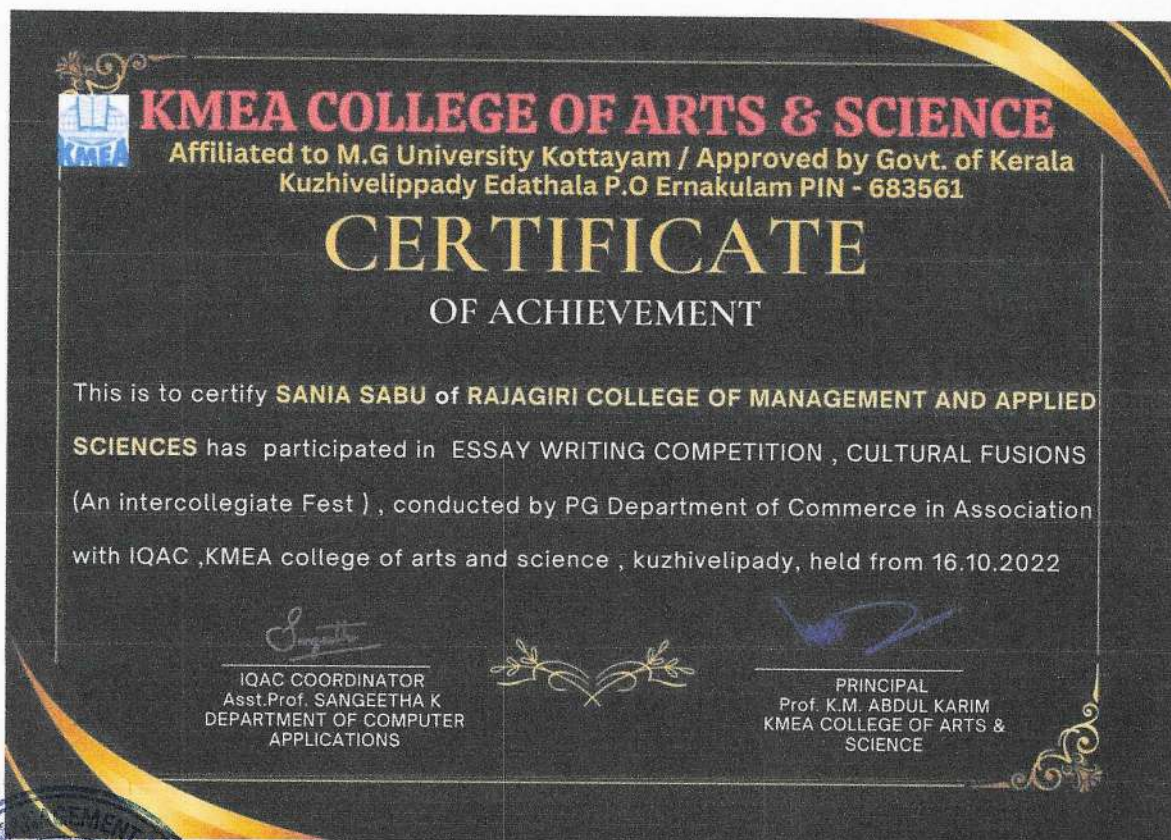 KMEA
KMEA COLLEGE OF ARTS & SCIENCE
Affiliated to M.G University Kottayam / Approved by Govt. of Kerala
Kuzhivelippady Edathala P.O Ernakulam PIN - 683561
CERTIFICATE
OF ACHIEVEMENT
This is to certify SANIA SABU of RAJAGIRI COLLEGE OF MANAGEMENT AND APPLIED
SCIENCES has participated in ESSAY WRITING COMPETITION , CULTURAL FUSIONS
(An intercollegiate Fest ) , conducted by PG Department of Commerce in Association
with IQAC ,KMEA college of arts and science , kuzhivelipady, held from 16.10.2022
Sangeetha
IQAC COORDINATOR
Asst.Prof. SANGEETHA K
DEPARTMENT OF COMPUTER
APPLICATIONS
PRINCIPAL
Prof. K.M. ABDUL KARIM
KMEA COLLEGE OF ARTS &
SCIENCE